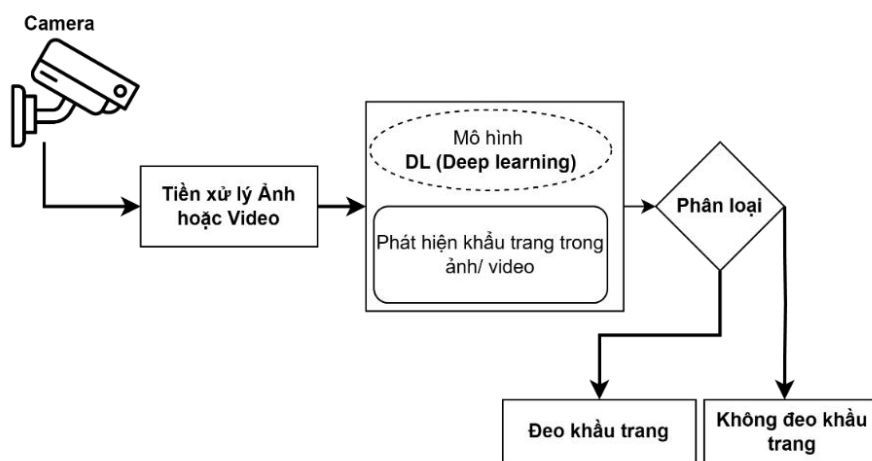 Camera
Tiền xử lý Ảnh
hoặc Video
Mô hình
DL (Deep learning)
Phát hiện khẩu trang trong
ảnh/ video
Phân loại
Đeo khẩu trang
Không đeo khẩu
trang